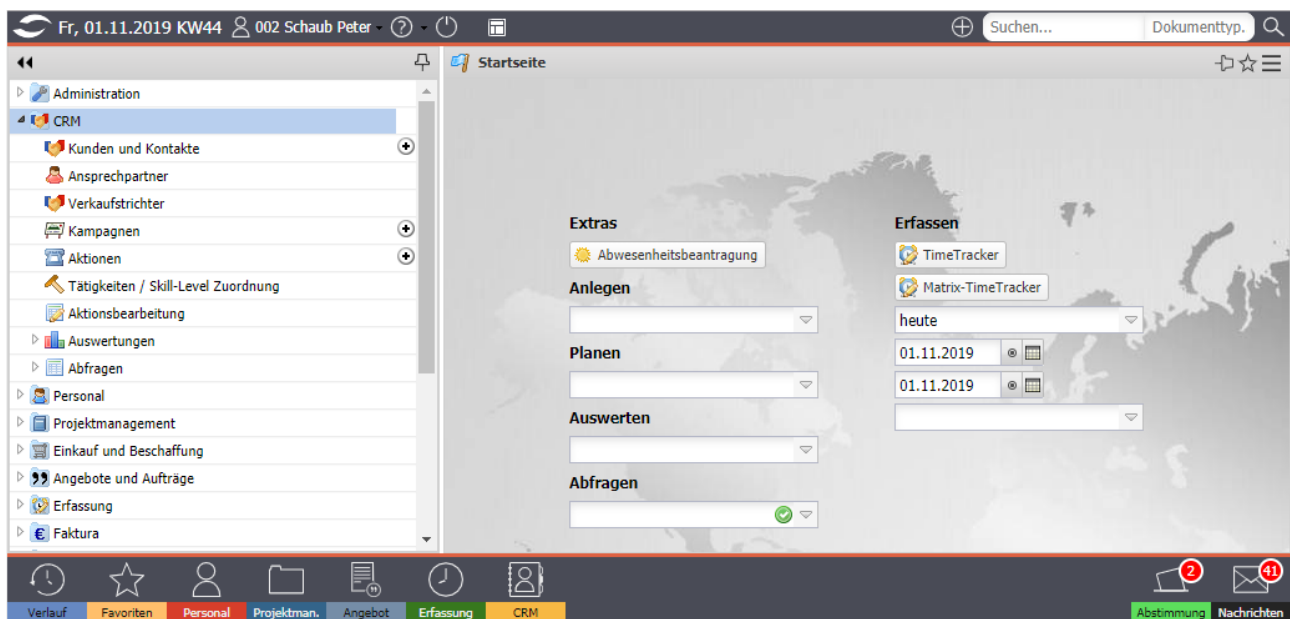 Fr, 01.11.2019 KW44 002 Schaub Peter
Suchen... Dokumenttyp.
Startseite
Administration
CRM
Kunden und Kontakte
Ansprechpartner
Verkaufstrichter
Kampagnen
Aktionen
Tätigkeiten / Skill-Level Zuordnung
Aktionsbearbeitung
Auswertungen
Abfragen
Personal
Projektmanagement
Einkauf und Beschaffung
Angebote und Aufträge
Erfassung
Faktura
Extras
Abwesenheitsbeantragung
Anlegen
Planen
Auswerten
Abfragen
Erfassen
TimeTracker
Matrix-TimeTracker
heute
01.11.2019
01.11.2019
2 41
Verlauf Favoriten Personal Projektman. Angebot Erfassung CRM Abstimmung Nachrichten